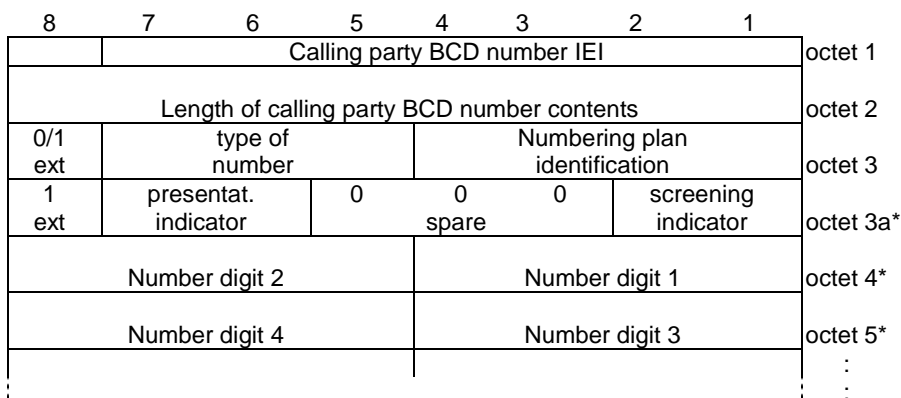 8 7 6 5 4 3 2 1
Calling party BCD number IEI octet 1
Length of calling party BCD number contents octet 2
0/1 type of Numbering plan
ext number identification octet 3
1 presentat. 0 0 0 screening
ext indicator spare indicator octet 3a*
Number digit 2 Number digit 1 octet 4*
Number digit 4 Number digit 3 octet 5*
:
: